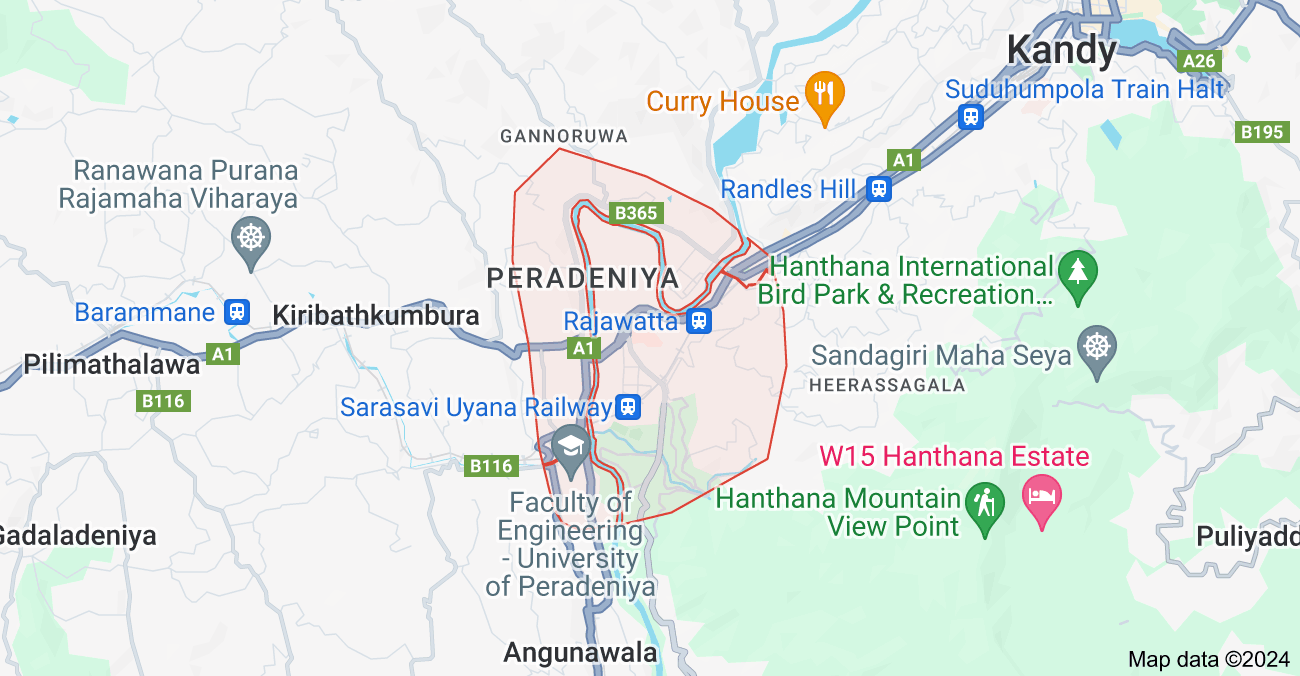 Kandy
A26
Suduhumpola Train Halt
Curry House
GANNORUWA
B195
A1
Ranawana Purana
Rajamaha Viharaya
Randles Hill
B365
PERADENIYA
Hanthana International
Bird Park & Recreation...
Barammane
Kiribathkumbura
Rajawatta
A1
A1
Pilimathalawa
Sandagiri Maha Seya
HEERASSAGALA
B116
Sarasavi Uyana Railway
W15 Hanthana Estate
B116
Hanthana Mountain
View Point
Faculty of
Engineering
- University
of Peradeniya
Gadaladeniya
Puliyadd
Angunawala
Map data ©2024